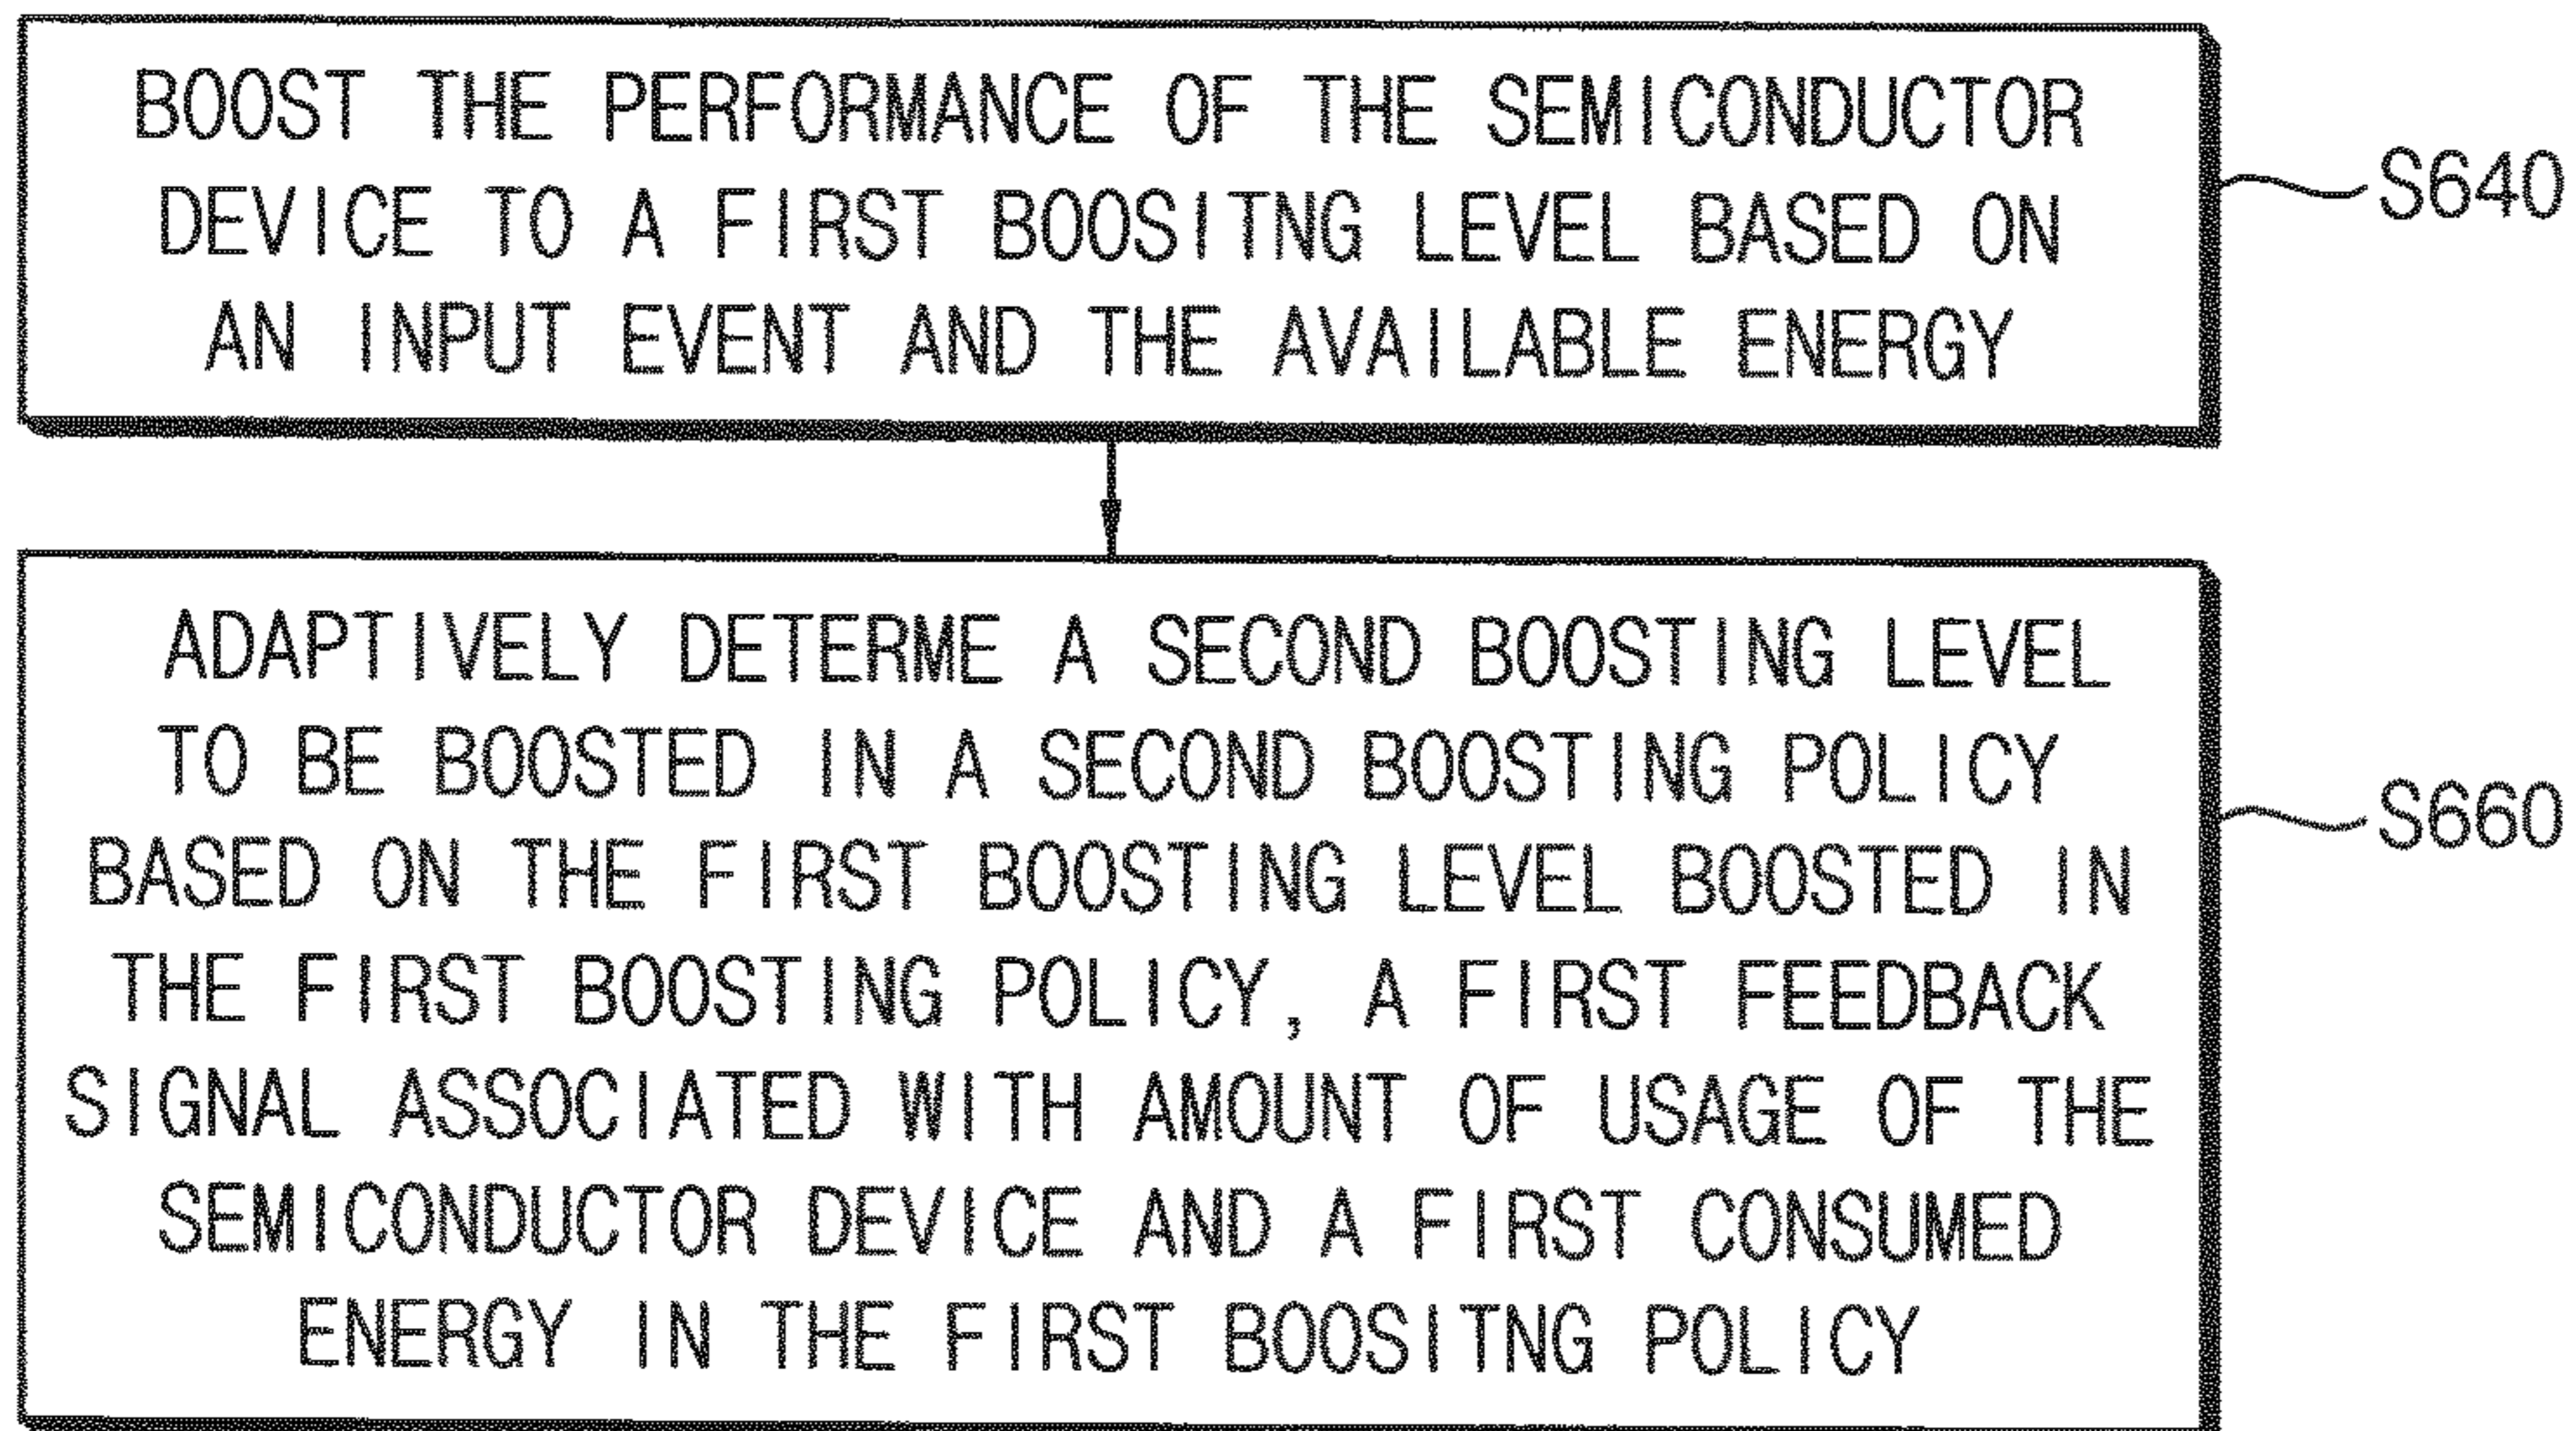 BOOST THE PERFORMANCE OF THE SEMICONDUCTOR
DEVICE TO A FIRST BOOSITNG LEVEL BASED ON
AN INPUT EVENT AND THE AVAILABLE ENERGY
S640
ADAPTIVELY DETERME A SECOND BOOSTING LEVEL
TO BE BOOSTED IN A SECOND BOOSTING POLICY
BASED ON THE FIRST BOOSTING LEVEL BOOSTED IN
THE FIRST BOOSTING POLICY, A FIRST FEEDBACK
SIGNAL ASSOCIATED WITH AMOUNT OF USAGE OF THE
SEMICONDUCTOR DEVICE AND A FIRST CONSUMED
ENERGY IN THE FIRST BOOSITNG POLICY
S660